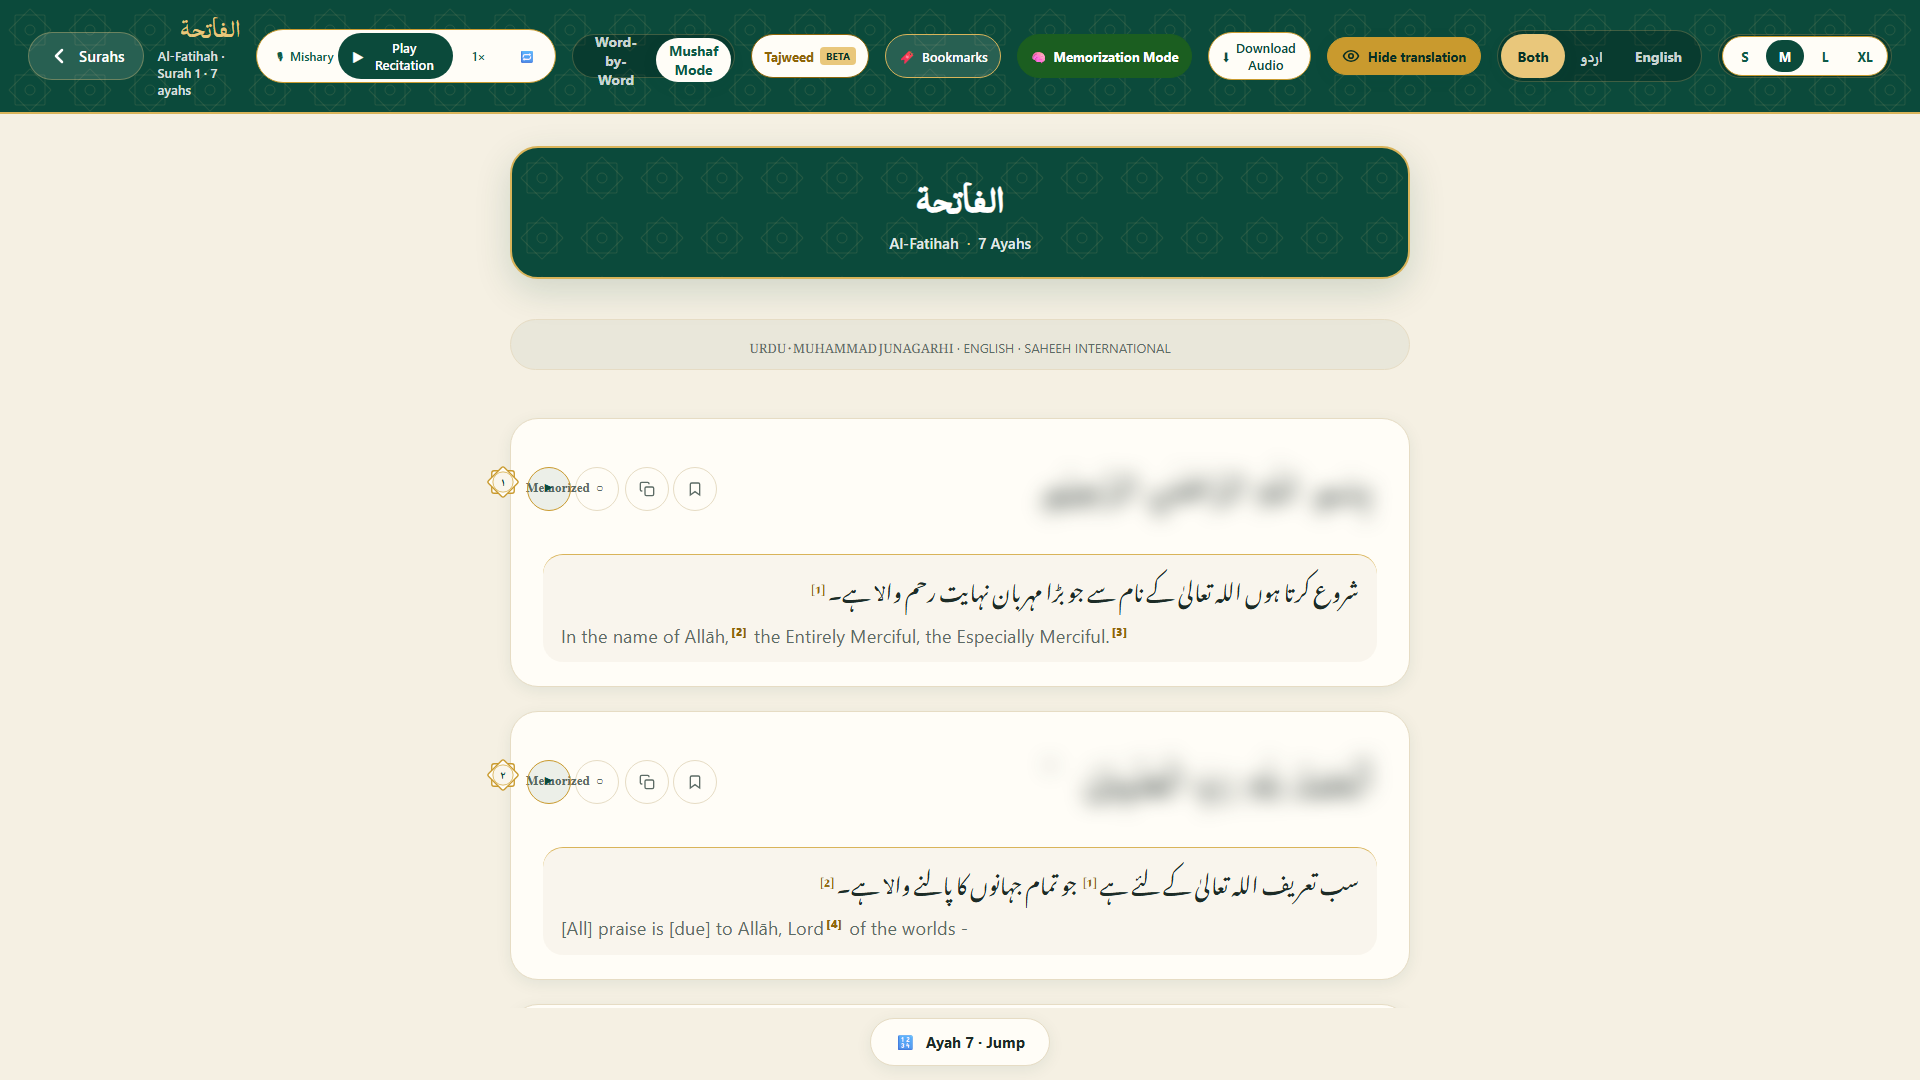 Surahs
الفاتحة
Al-Fatihah ·
Surah 1 · 7
ayahs
Mishary
Play
Recitation
1×
Word-
by-
Word
Mushaf
Mode
Tajweed BETA
Bookmarks
Memorization Mode
Download
Audio
Hide translation
Both
اردو
English
S
M
L
XL
الفاتحة
Al-Fatihah · 7 Ayahs
URDU · MUHAMMAD JUNAGARHI · ENGLISH · SAHEEH INTERNATIONAL
١
Memorized
شروع کرتا ہوں اللہ تعالیٰ کے نام سے جو بڑا مہربان نہایت رحم والا ہے۔ [1]
In the name of Allāh,[2] the Entirely Merciful, the Especially Merciful.[3]
٢
Memorized
سب تعریف اللہ تعالیٰ کے لئے ہے [1] جو تمام جہانوں کا پالنے والا ہے۔ [2]
[All] praise is [due] to Allāh, Lord[4] of the worlds -
Ayah 7 · Jump